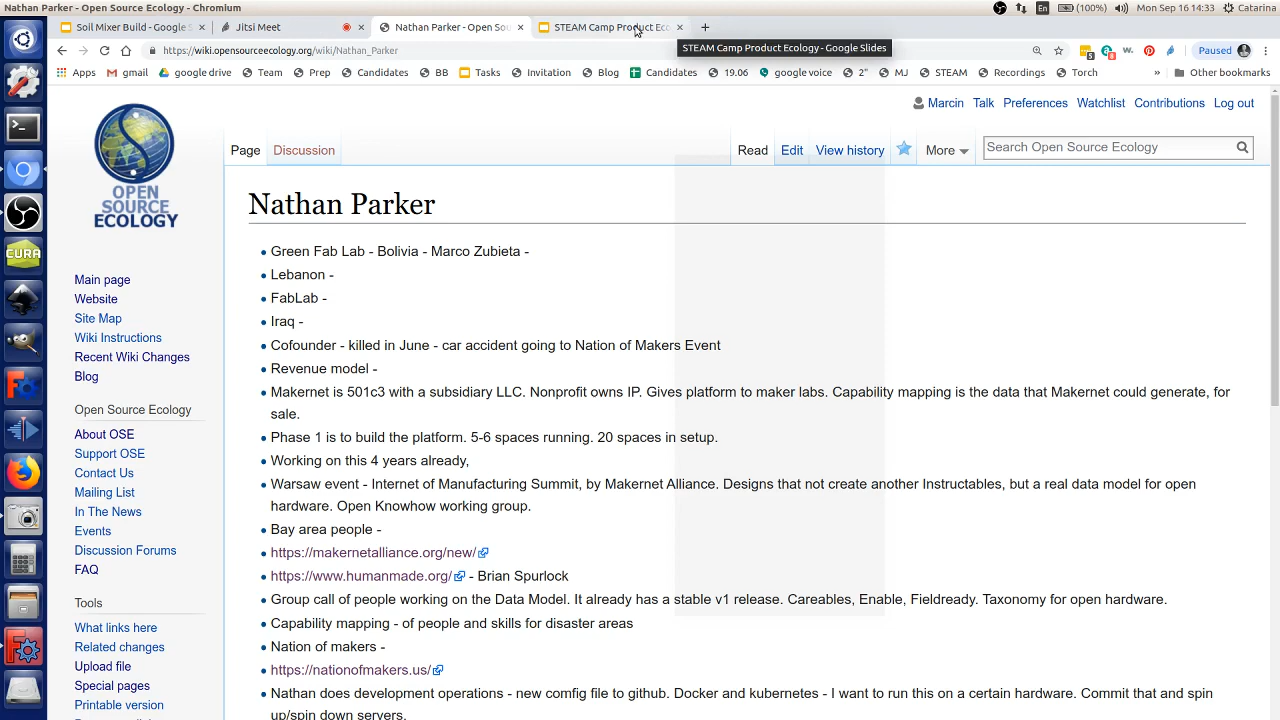 Nathan Parker - Open Source Ecology - Chromium
En
(100%)
Mon Sep 16 14:33
Catarina
Soil Mixer Build - Google S
Jitsi Meet
Nathan Parker - Open Sou
STEAM Camp Product Eco
https://wiki.opensourceecology.org/wiki/Nathan_Parker
Paused
STEAM Camp Product Ecology - Google Slides
Apps
gmail
google drive
Team
Prep
Candidates
BB
Tasks
Invitation
Blog
Candidates
19.06
google voice
2"
MJ
STEAM
Recordings
Torch
»
Other bookmarks
Marcin
Talk
Preferences
Watchlist
Contributions
Log out
Page
Discussion
Read
Edit
View history
More
Search Open Source Ecology
OPEN
SOURCE
ECOLOGY
CURA
Main page
Website
Site Map
Wiki Instructions
Recent Wiki Changes
Blog
Open Source Ecology
About OSE
Support OSE
Contact Us
Mailing List
In The News
Events
Discussion Forums
FAQ
Tools
What links here
Related changes
Upload file
Special pages
Printable version
Nathan Parker
Green Fab Lab - Bolivia - Marco Zubieta -
Lebanon -
FabLab -
Iraq -
Cofounder - killed in June - car accident going to Nation of Makers Event
Revenue model -
Makernet is 501c3 with a subsidiary LLC. Nonprofit owns IP. Gives platform to maker labs. Capability mapping is the data that Makernet could generate, for
sale.
Phase 1 is to build the platform. 5-6 spaces running. 20 spaces in setup.
Working on this 4 years already,
Warsaw event - Internet of Manufacturing Summit, by Makernet Alliance. Designs that not create another Instructables, but a real data model for open
hardware. Open Knowhow working group.
Bay area people -
https://makernetalliance.org/new/
https://www.humanmade.org/ - Brian Spurlock
Group call of people working on the Data Model. It already has a stable v1 release. Careables, Enable, Fieldready. Taxonomy for open hardware.
Capability mapping - of people and skills for disaster areas
Nation of makers -
https://nationofmakers.us/
Nathan does development operations - new comfig file to github. Docker and kubernetes - I want to run this on a certain hardware. Commit that and spin
up/spin down servers.